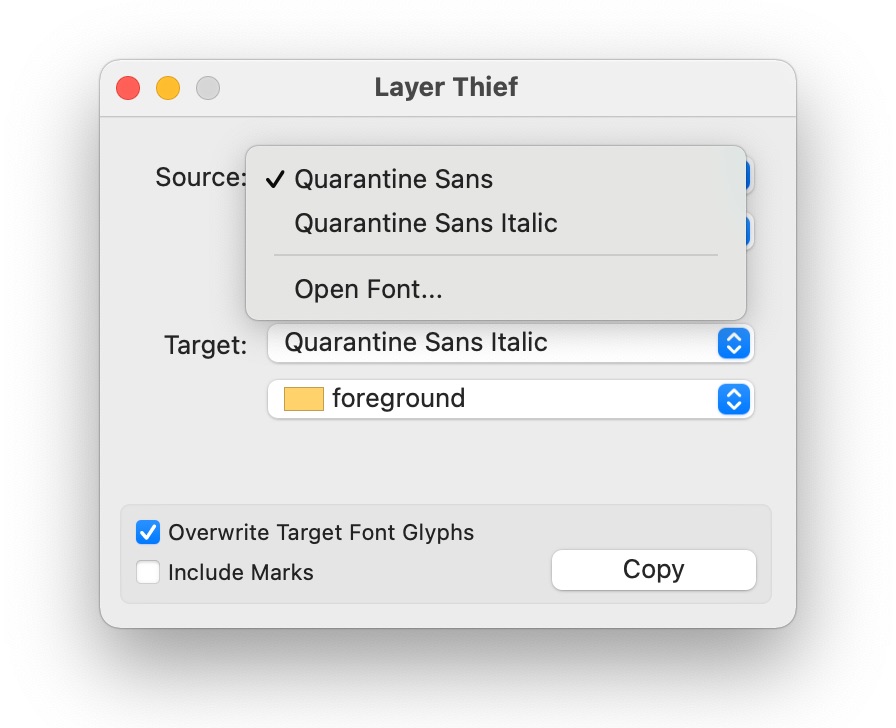 Layer Thief
Source:
✓ Quarantine Sans
Quarantine Sans Italic
Open Font...
Target: Quarantine Sans Italic
foreground
Overwrite Target Font Glyphs
Include Marks
Copy